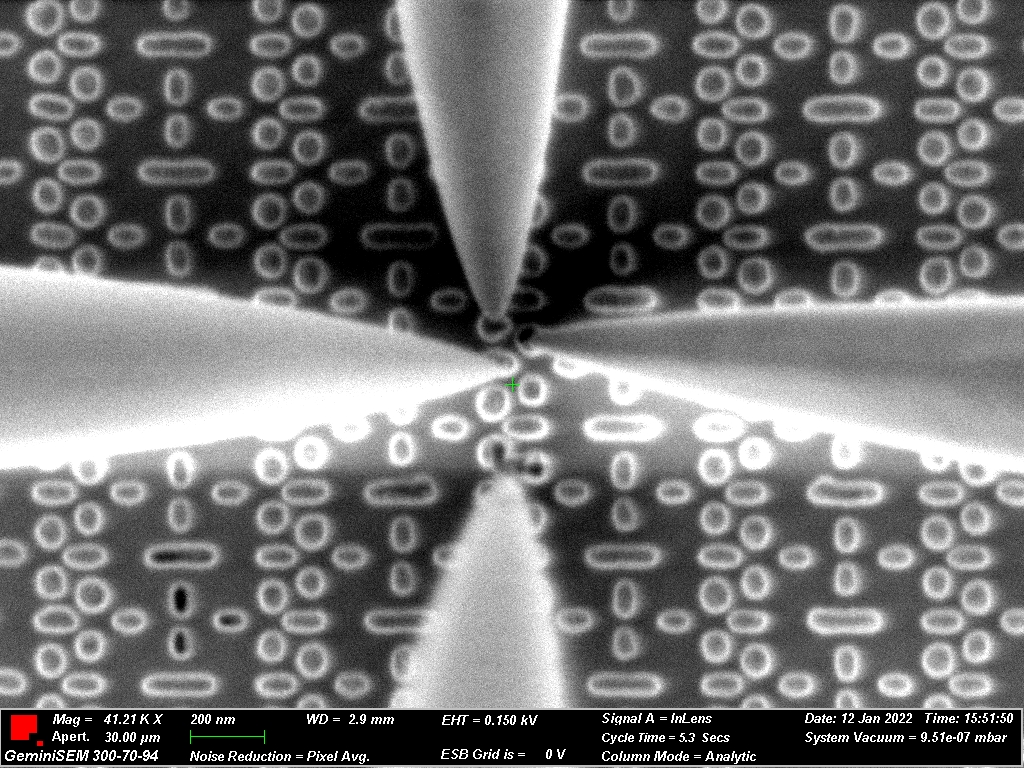 Mag = 41.21 K X 200 nm WD = 2.9 mm EHT = 0.150 kV Signal A = InLens Date: 12 Jan 2022 Time: 15:51:50
Apert. 30.00 µm Cycle Time = 5.3 Secs System Vacuum = 9.51e-07 mbar
GeminiSEM 300-70-94 Noise Reduction = Pixel Avg. ESB Grid is = 0 V Column Mode = Analytic